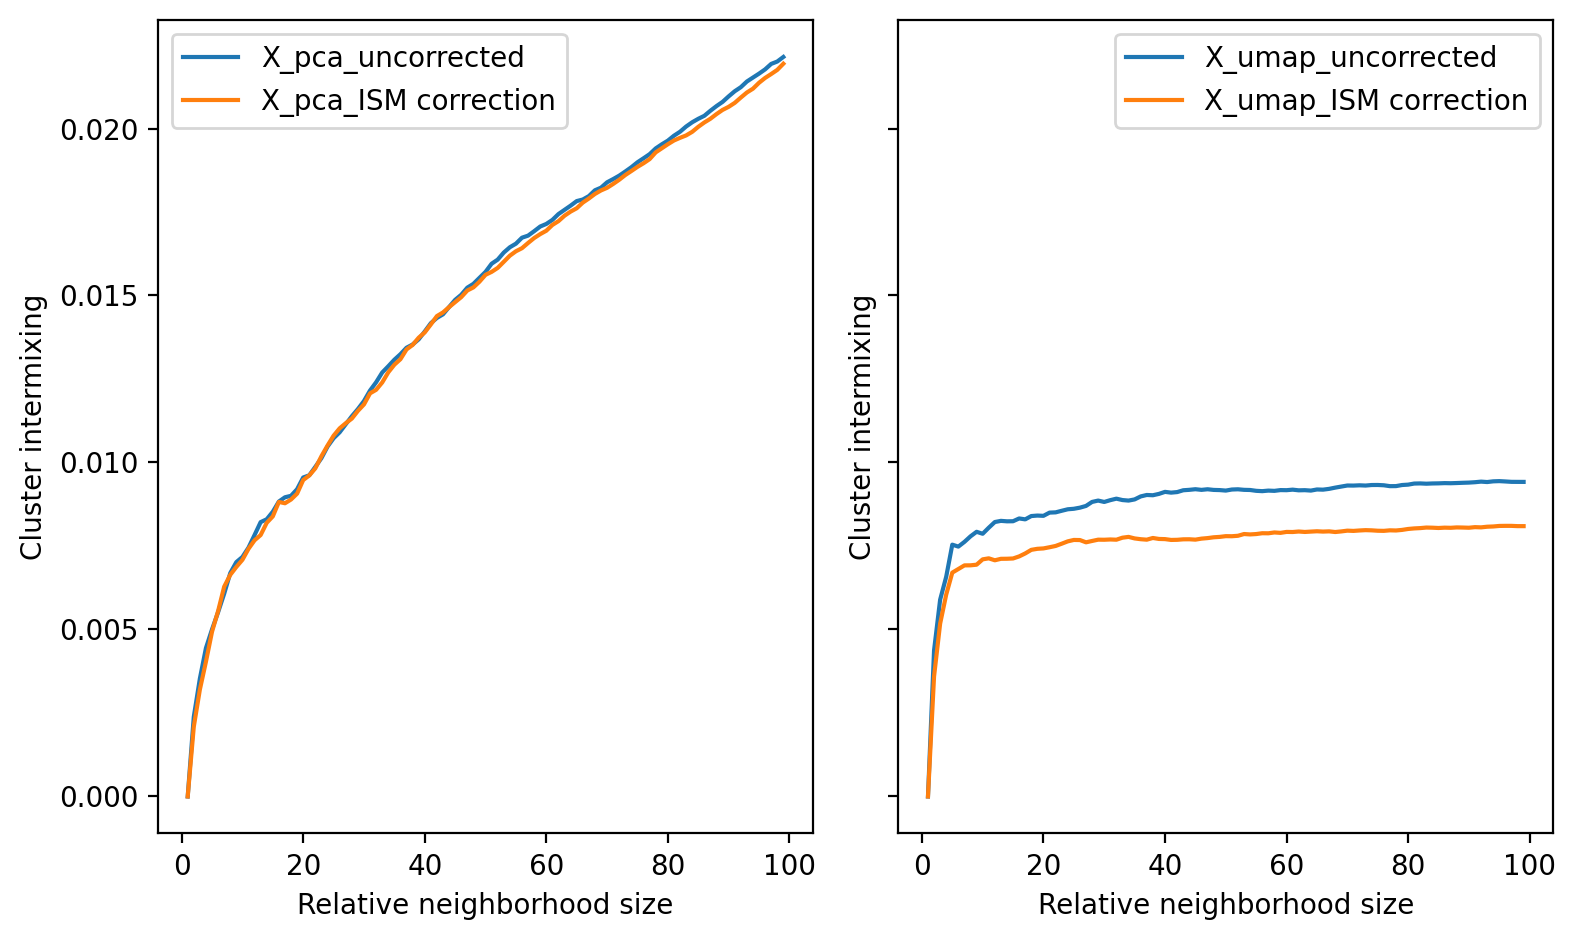 X_pca_uncorrected
X_pca_ISM correction
0.020
0.015
0.010
0.005
0.000
Cluster intermixing
0 20 40 60 80 100
Relative neighborhood size
X_umap_uncorrected
X_umap_ISM correction
Cluster intermixing
0 20 40 60 80 100
Relative neighborhood size